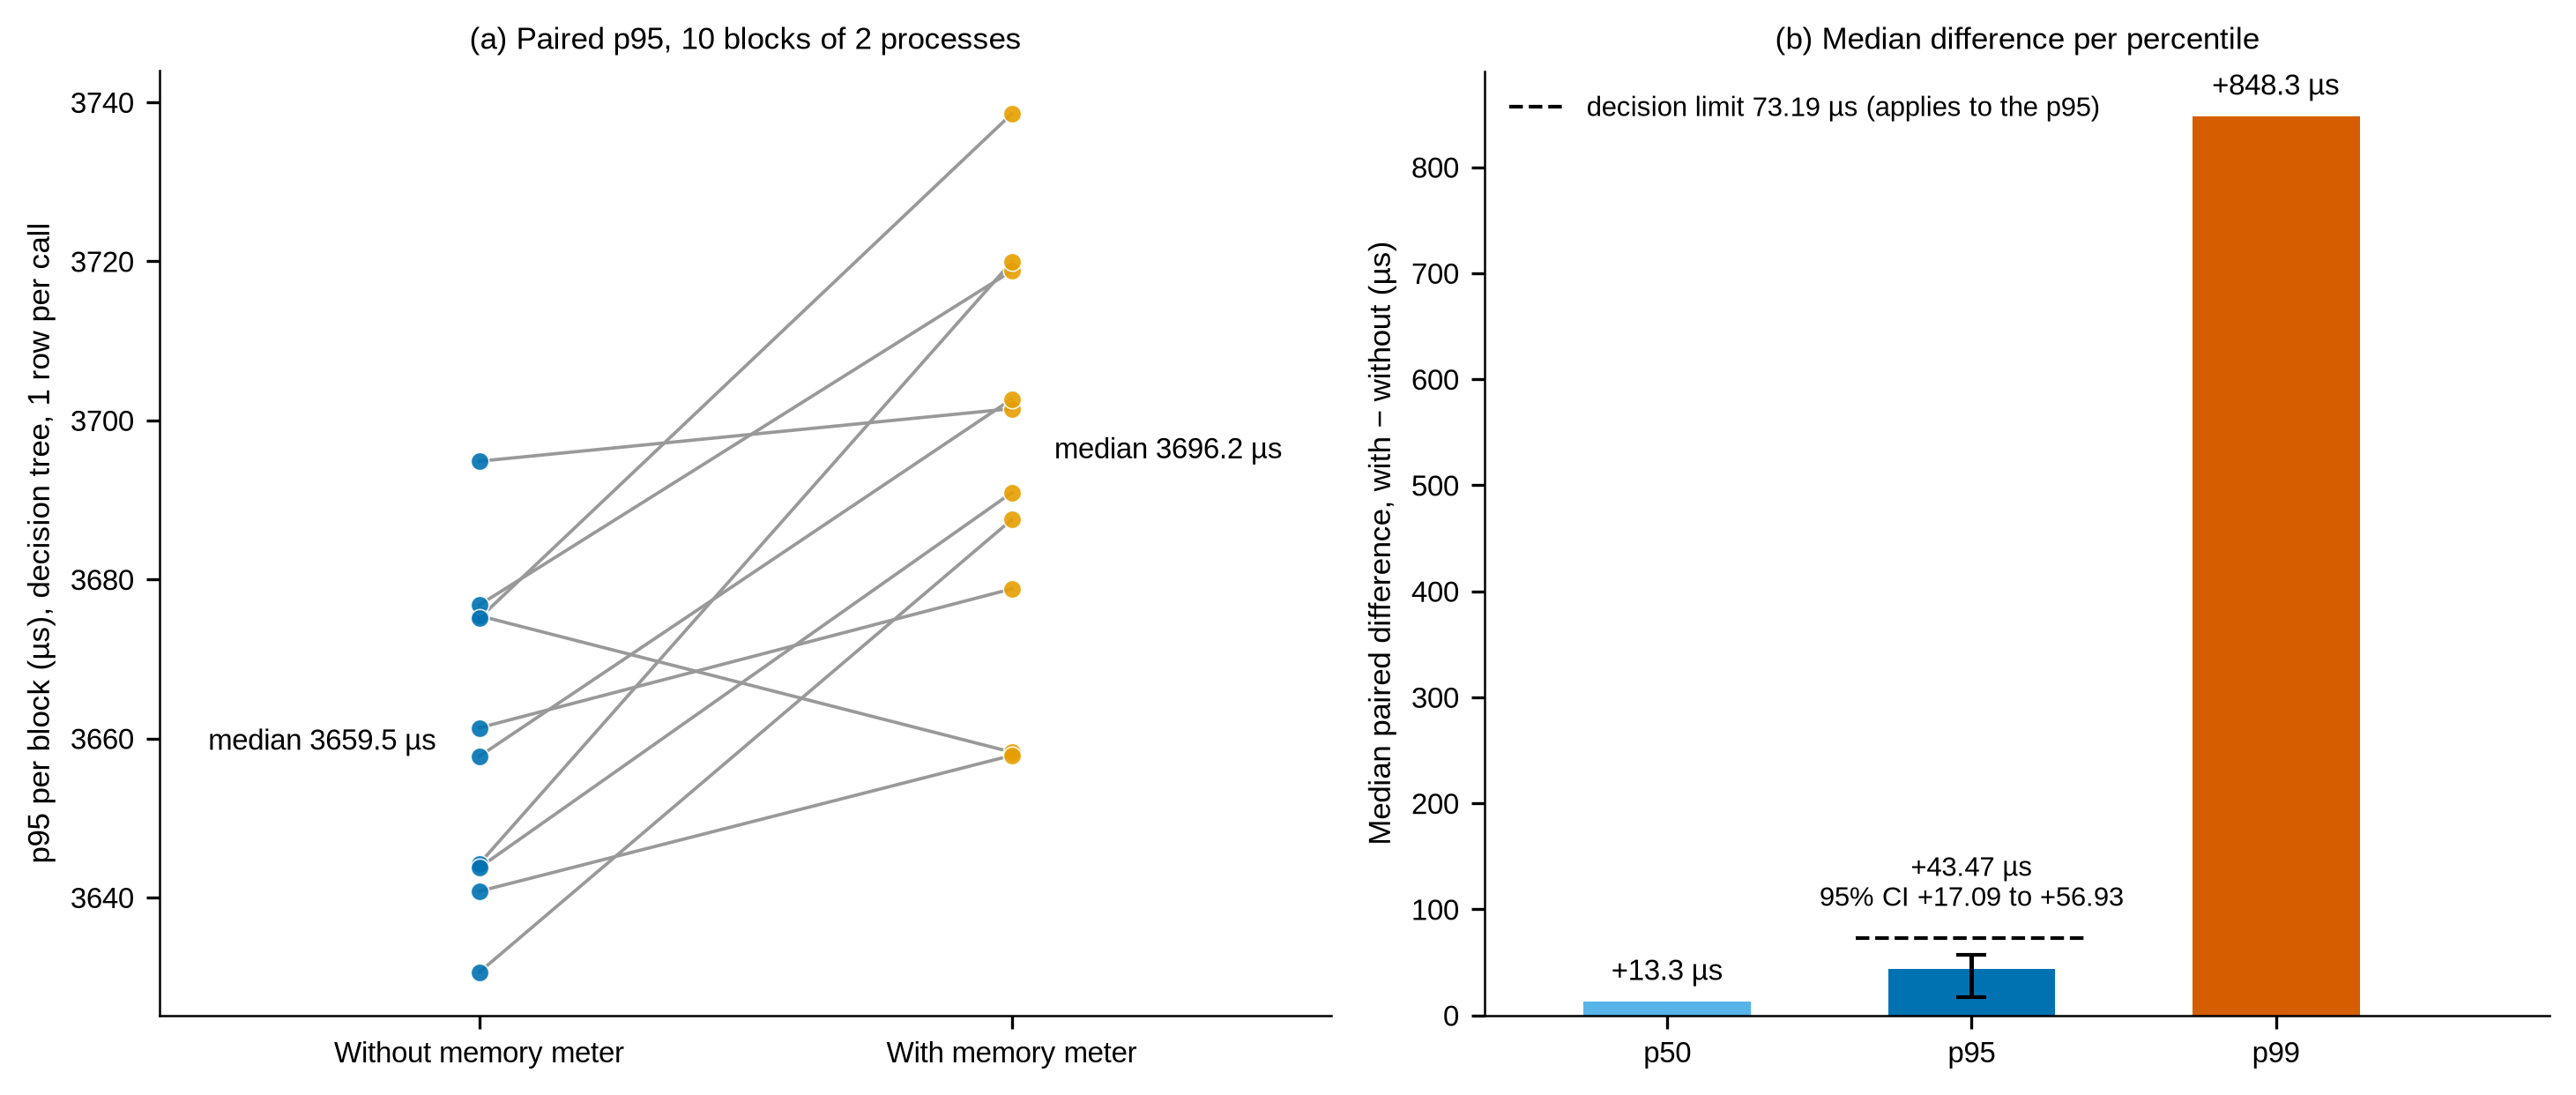 (a) Paired p95, 10 blocks of 2 processes
p95 per block (µs), decision tree, 1 row per call
3740
3720
3700
3680
3660
3640
median 3659.5 µs
median 3696.2 µs
Without memory meter
With memory meter
(b) Median difference per percentile
Median paired difference, with − without (µs)
decision limit 73.19 µs (applies to the p95)
800
700
600
500
400
300
200
100
0
+13.3 µs
+43.47 µs
95% CI +17.09 to +56.93
+848.3 µs
p50
p95
p99